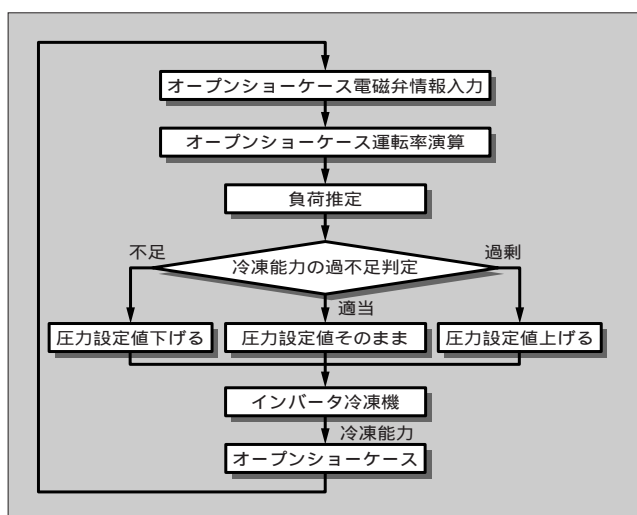 オープンショーケース電磁弁情報入力
オープンショーケース運転率演算
負荷推定
不足
冷凍能力の過不足判定
過剰
適当
圧力設定値下げる
圧力設定値そのまま
圧力設定値上げる
インバータ冷凍機
冷凍能力
オープンショーケース